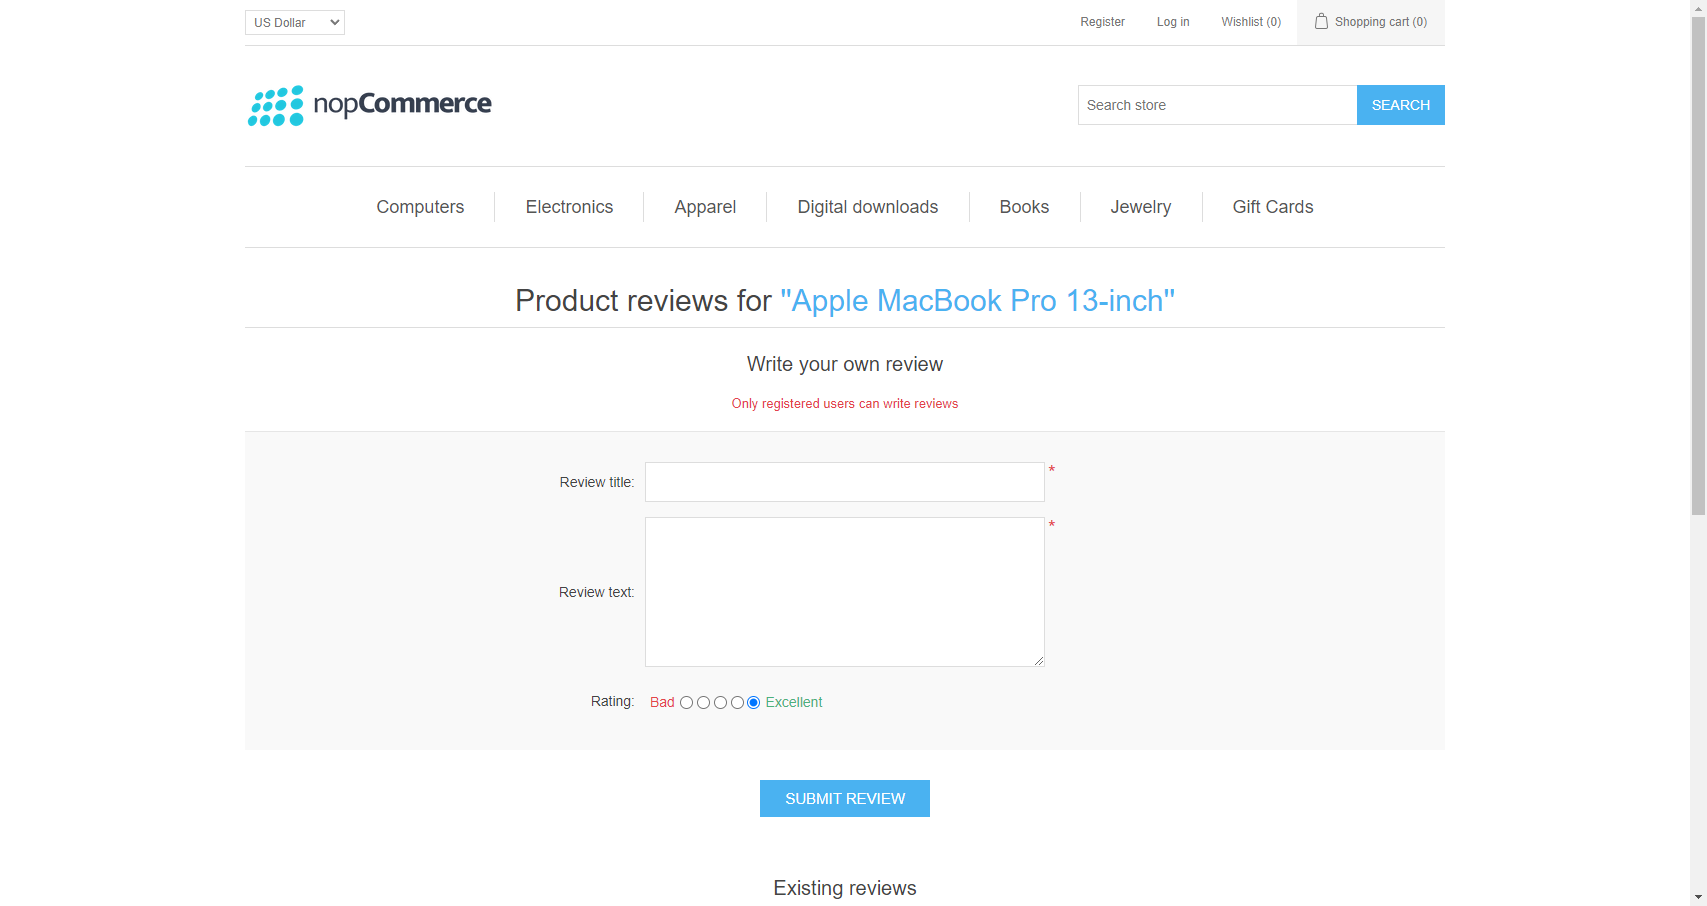 US Dollar
Register
Log in
Wishlist (0)
Shopping cart (0)
nopCommerce
Search store
SEARCH
Computers
Electronics
Apparel
Digital downloads
Books
Jewelry
Gift Cards
Product reviews for "Apple MacBook Pro 13-inch"
Write your own review
Only registered users can write reviews
Review title:
*
*
Review text:
Rating:
Bad
Excellent
SUBMIT REVIEW
Existing reviews